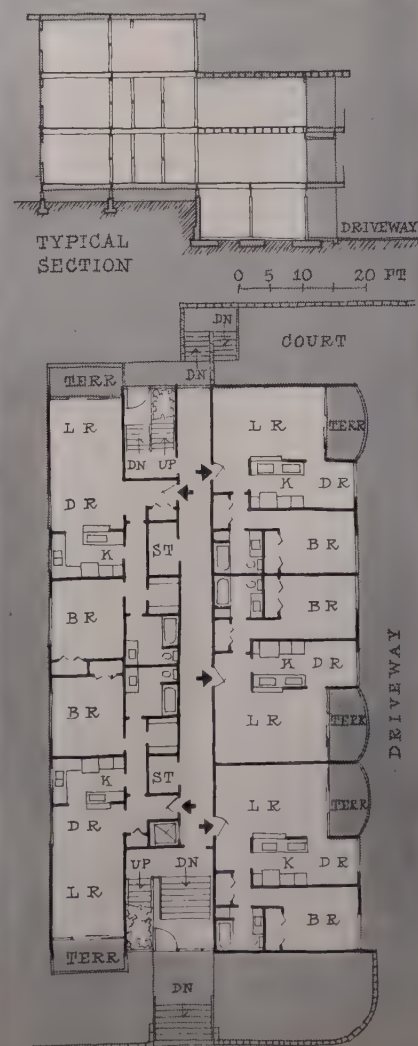 TYPICAL
SECTION
DRIVEWAY
0 5 10 20 FT
DN
COURT
DN
TERR
L R
L R
TERR
DN UP
D R
K D R
K
ST
B R
B R
B R
K D R
B R
L R
TERR
DRIVEWAY
K
ST
L R
TERR
D R
K D R
UP DN
L R
B R
TERR
DN